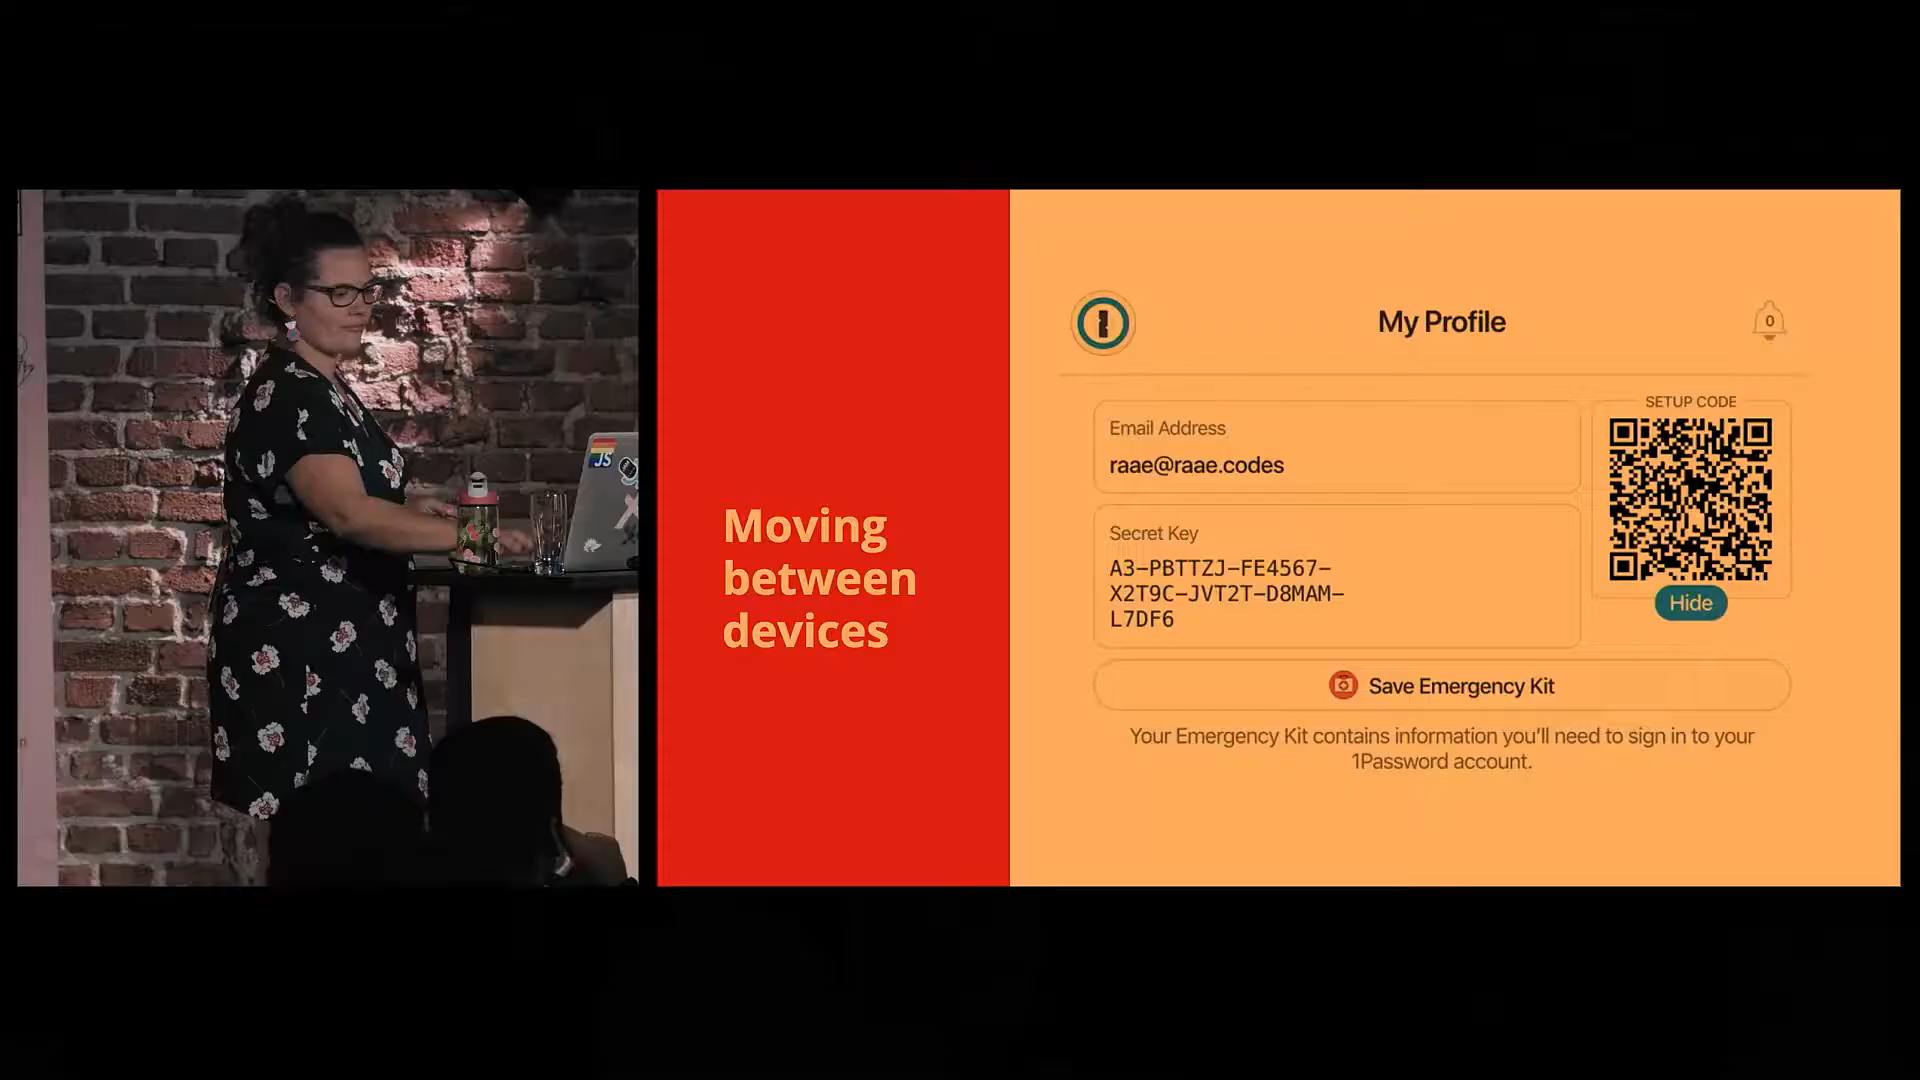 JS
Moving
between
devices
My Profile
0
Email Address
raae@raae.codes
SETUP CODE
Secret Key
A3-PBTTZJ-FE4567-
X2T9C-JVT2T-D8MAM-
L7DF6
Hide
Save Emergency Kit
Your Emergency Kit contains information you'll need to sign in to your
1Password account.